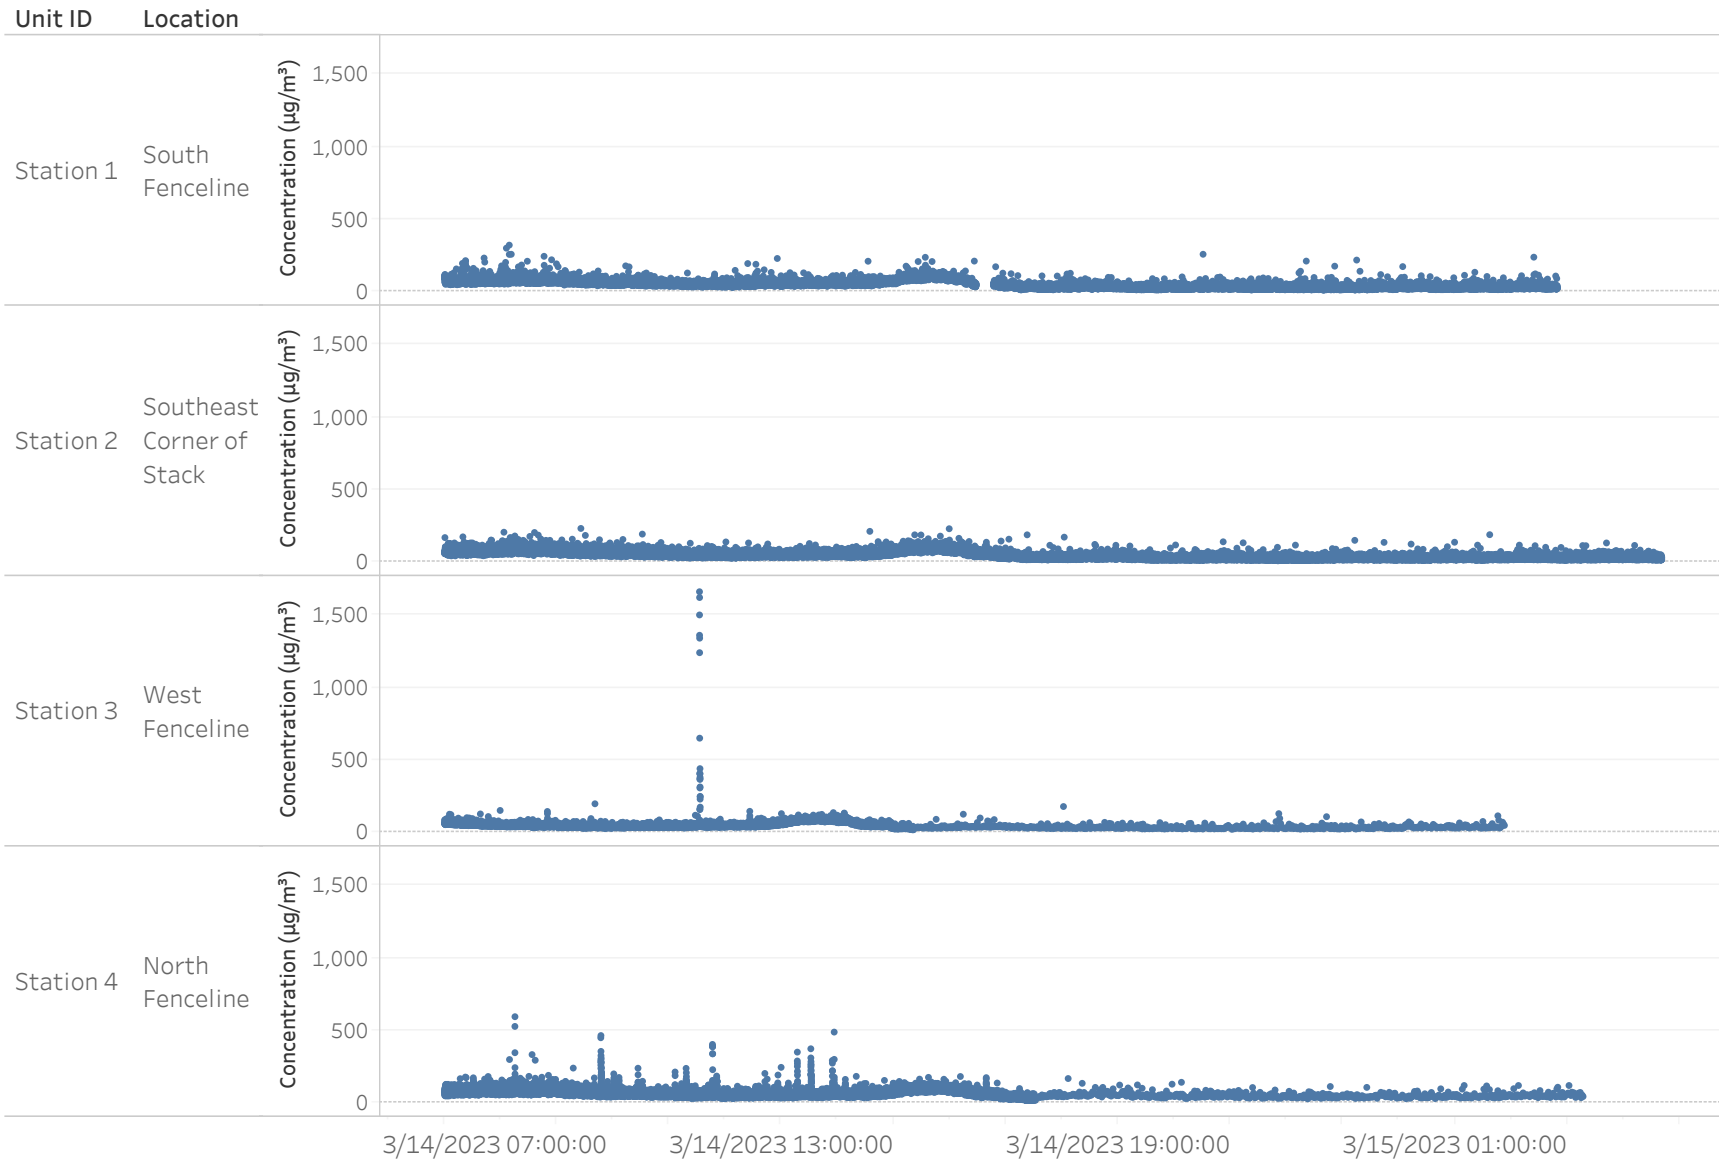 Unit ID Location
Station 1
South
Fenceline
Concentration (µg/m³)
1,500
1,000
500
0
Station 2
Southeast
Corner of
Stack
Concentration (µg/m³)
1,500
1,000
500
0
Station 3
West
Fenceline
Concentration (µg/m³)
1,500
1,000
500
0
Station 4
North
Fenceline
Concentration (µg/m³)
1,500
1,000
500
0
3/14/2023 07:00:00 3/14/2023 13:00:00 3/14/2023 19:00:00 3/15/2023 01:00:00